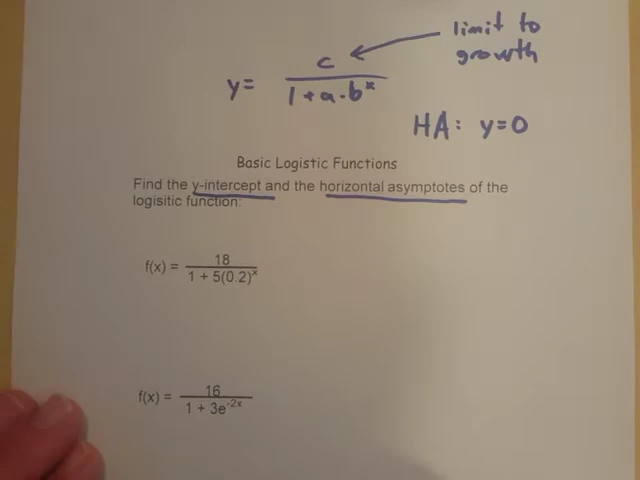 limit to
growth
y= c / 1 + a · b^x
HA: y=0
Basic Logistic Functions
Find the y-intercept and the horizontal asymptotes of the
logisitic function:
f(x) = 18 / 1 + 5(0.2)^x
f(x) = 16 / 1 + 3e^-2x